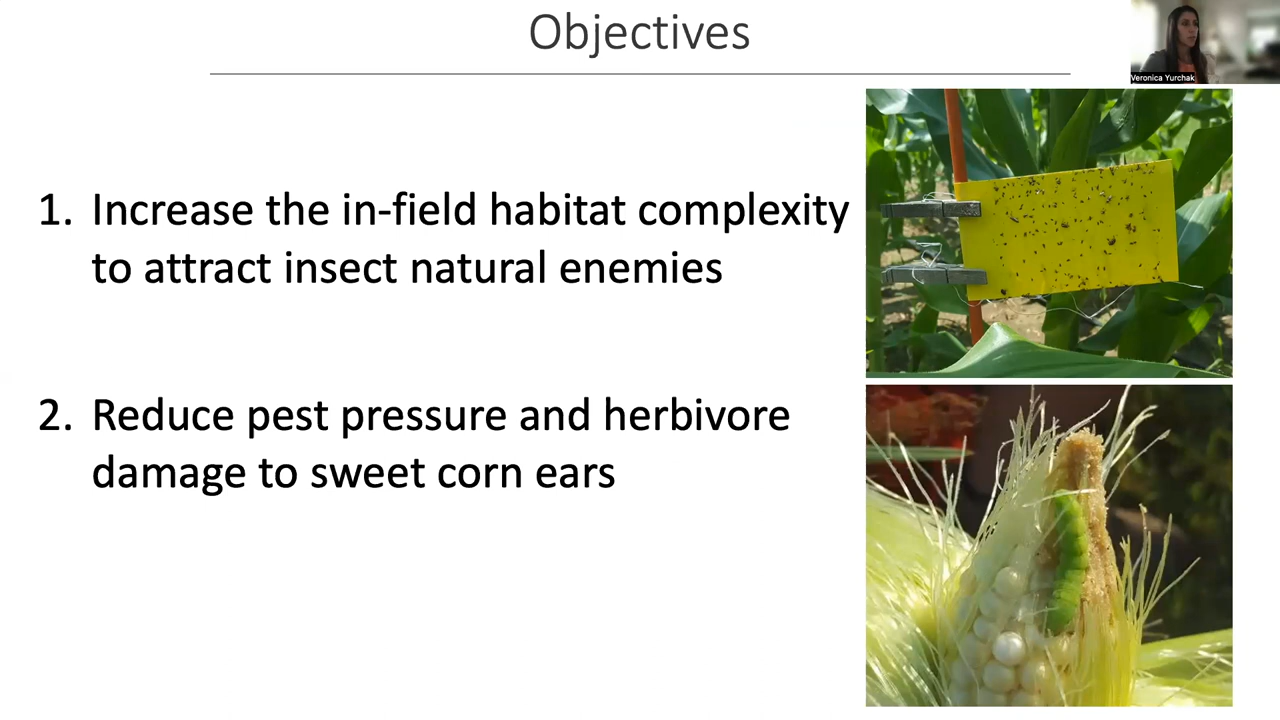 Objectives
Veronica Yurchak
1. Increase the in-field habitat complexity
to attract insect natural enemies
2. Reduce pest pressure and herbivore
damage to sweet corn ears